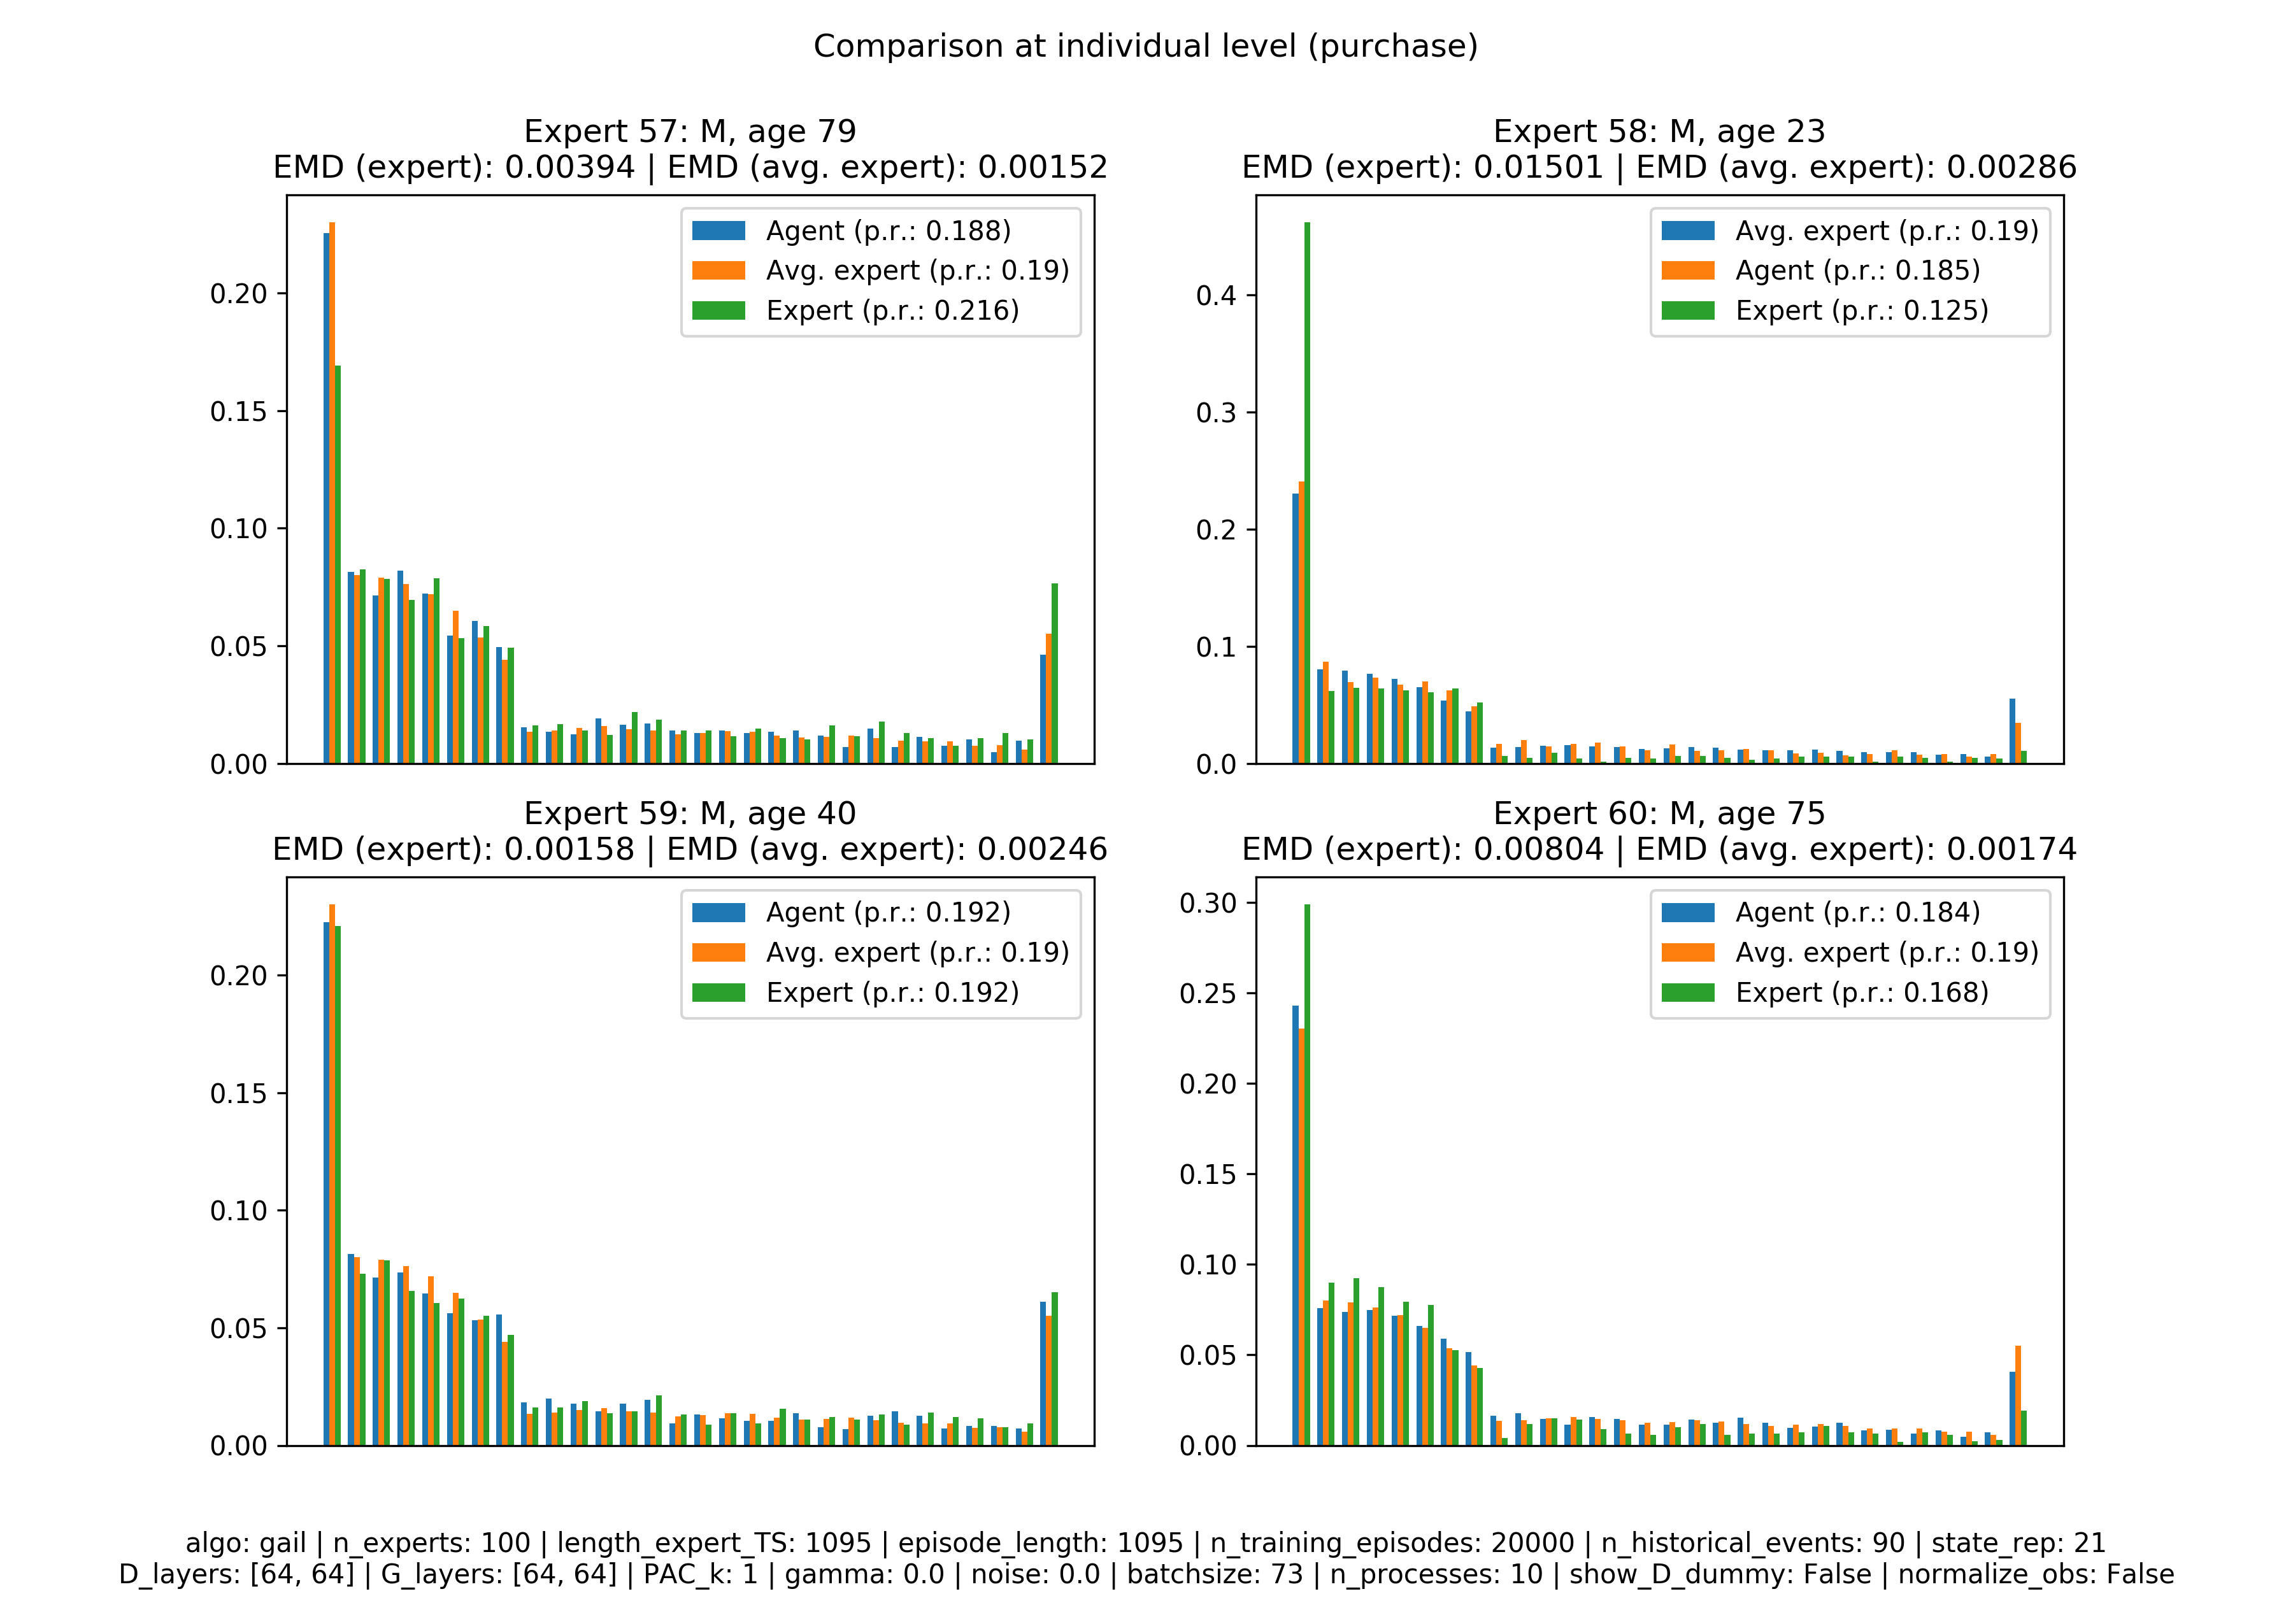 Comparison at individual level (purchase)
Expert 57: M, age 79
EMD (expert): 0.00394 | EMD (avg. expert): 0.00152
Agent (p.r.: 0.188)
Avg. expert (p.r.: 0.19)
Expert (p.r.: 0.216)
0.20
0.15
0.10
0.05
0.00
Expert 58: M, age 23
EMD (expert): 0.01501 | EMD (avg. expert): 0.00286
Avg. expert (p.r.: 0.19)
Agent (p.r.: 0.185)
Expert (p.r.: 0.125)
0.4
0.3
0.2
0.1
0.0
Expert 59: M, age 40
EMD (expert): 0.00158 | EMD (avg. expert): 0.00246
Agent (p.r.: 0.192)
Avg. expert (p.r.: 0.19)
Expert (p.r.: 0.192)
0.20
0.15
0.10
0.05
0.00
Expert 60: M, age 75
EMD (expert): 0.00804 | EMD (avg. expert): 0.00174
Agent (p.r.: 0.184)
Avg. expert (p.r.: 0.19)
Expert (p.r.: 0.168)
0.30
0.25
0.20
0.15
0.10
0.05
0.00
algo: gail | n_experts: 100 | length_expert_TS: 1095 | episode_length: 1095 | n_training_episodes: 20000 | n_historical_events: 90 | state_rep: 21
D_layers: [64, 64] | G_layers: [64, 64] | PAC_k: 1 | gamma: 0.0 | noise: 0.0 | batchsize: 73 | n_processes: 10 | show_D_dummy: False | normalize_obs: False